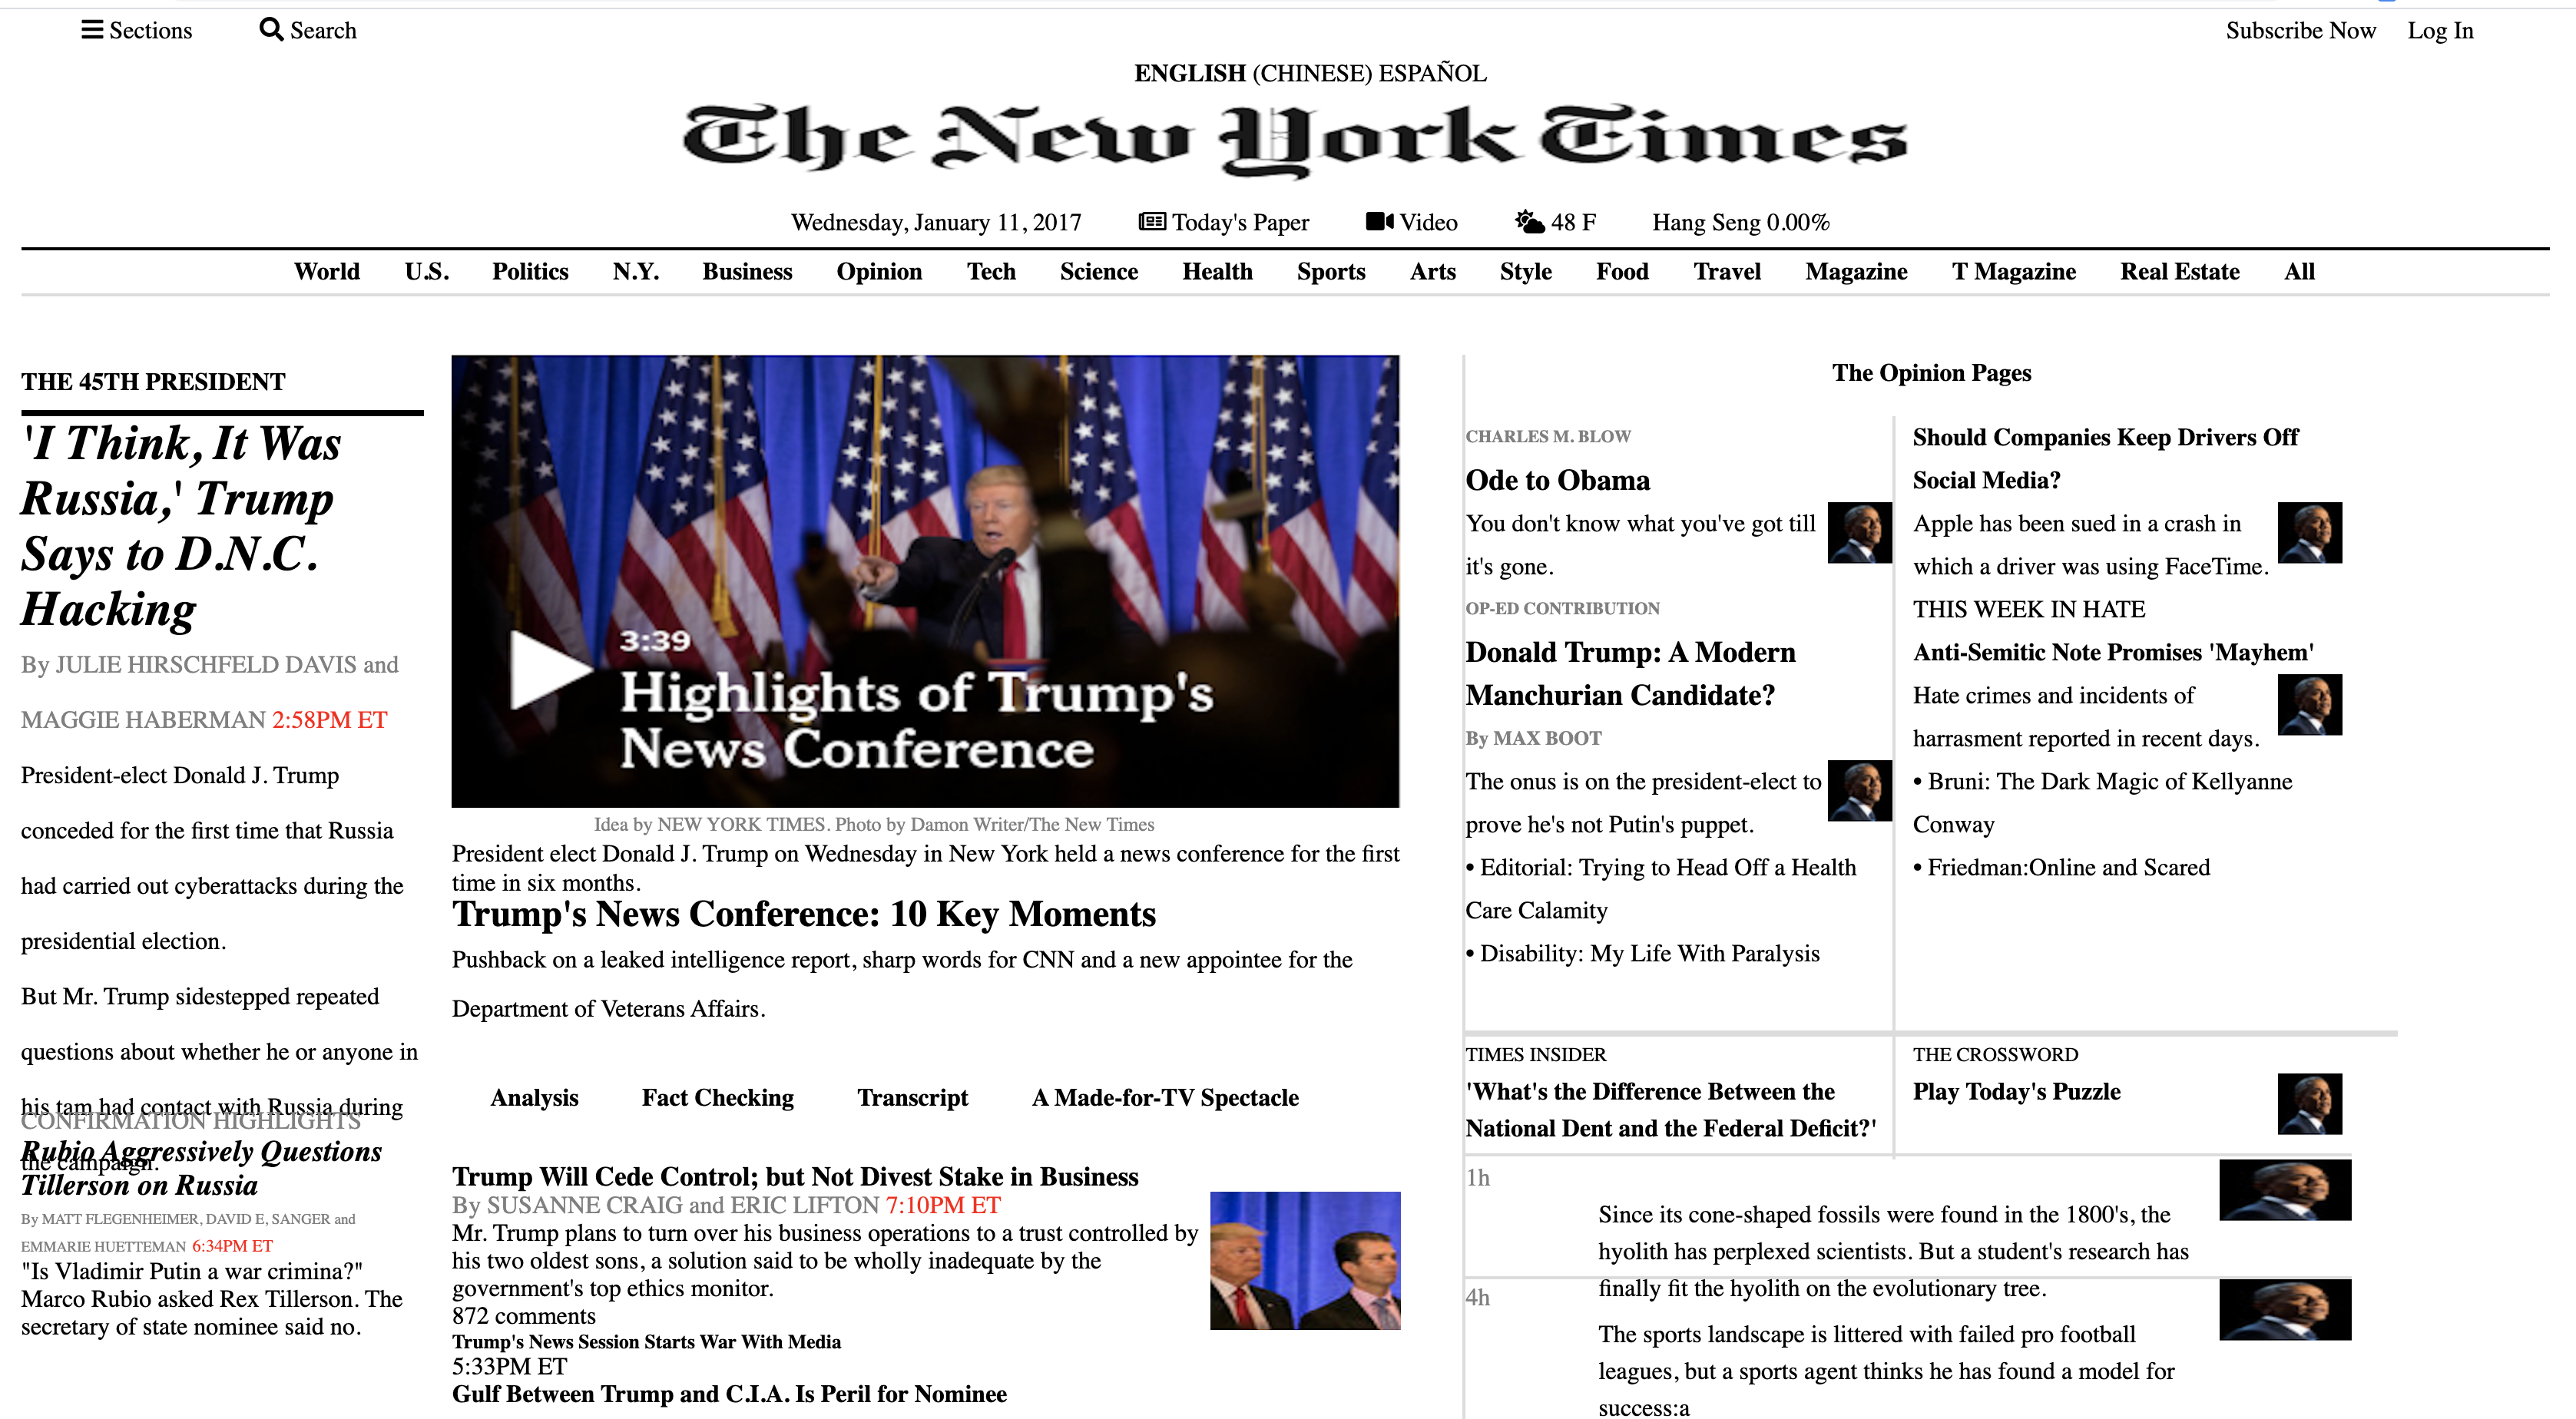 Sections Search Subscribe Now Log In
ENGLISH (CHINESE) ESPAÑOL
The New York Times
Wednesday, January 11, 2017 Today's Paper Video 48 F Hang Seng 0.00%
World U.S. Politics N.Y. Business Opinion Tech Science Health Sports Arts Style Food Travel Magazine T Magazine Real Estate All
THE 45TH PRESIDENT
'I Think, It Was
Russia,' Trump
Says to D.N.C.
Hacking
By JULIE HIRSCHFELD DAVIS and
MAGGIE HABERMAN 2:58PM ET
President-elect Donald J. Trump
conceded for the first time that Russia
had carried out cyberattacks during the
presidential election.
But Mr. Trump sidestepped repeated
questions about whether he or anyone in
his tam had contact with Russia during
the campaign.
CONFIRMATION HIGHLIGHTS
Rubio Aggressively Questions
Tillerson on Russia
By MATT FLEGENHEIMER, DAVID E, SANGER and
EMMARIE HUETTEMAN 6:34PM ET
"Is Vladimir Putin a war crimina?"
Marco Rubio asked Rex Tillerson. The
secretary of state nominee said no.
3:39
Highlights of Trump's
News Conference
Idea by NEW YORK TIMES. Photo by Damon Writer/The New Times
President elect Donald J. Trump on Wednesday in New York held a news conference for the first
time in six months.
Trump's News Conference: 10 Key Moments
Pushback on a leaked intelligence report, sharp words for CNN and a new appointee for the
Department of Veterans Affairs.
Analysis Fact Checking Transcript A Made-for-TV Spectacle
Trump Will Cede Control; but Not Divest Stake in Business
By SUSANNE CRAIG and ERIC LIFTON 7:10PM ET
Mr. Trump plans to turn over his business operations to a trust controlled by
his two oldest sons, a solution said to be wholly inadequate by the
government's top ethics monitor.
872 comments
Trump's News Session Starts War With Media
5:33PM ET
Gulf Between Trump and C.I.A. Is Peril for Nominee
The Opinion Pages
CHARLES M. BLOW
Ode to Obama
You don't know what you've got till
it's gone.
OP-ED CONTRIBUTION
Donald Trump: A Modern
Manchurian Candidate?
By MAX BOOT
The onus is on the president-elect to
prove he's not Putin's puppet.
• Editorial: Trying to Head Off a Health
Care Calamity
• Disability: My Life With Paralysis
Should Companies Keep Drivers Off
Social Media?
Apple has been sued in a crash in
which a driver was using FaceTime.
THIS WEEK IN HATE
Anti-Semitic Note Promises 'Mayhem'
Hate crimes and incidents of
harrasment reported in recent days.
• Bruni: The Dark Magic of Kellyanne
Conway
• Friedman:Online and Scared
TIMES INSIDER
'What's the Difference Between the
National Dent and the Federal Deficit?'
THE CROSSWORD
Play Today's Puzzle
1h
Since its cone-shaped fossils were found in the 1800's, the
hyolith has perplexed scientists. But a student's research has
finally fit the hyolith on the evolutionary tree.
4h
The sports landscape is littered with failed pro football
leagues, but a sports agent thinks he has found a model for
success:a